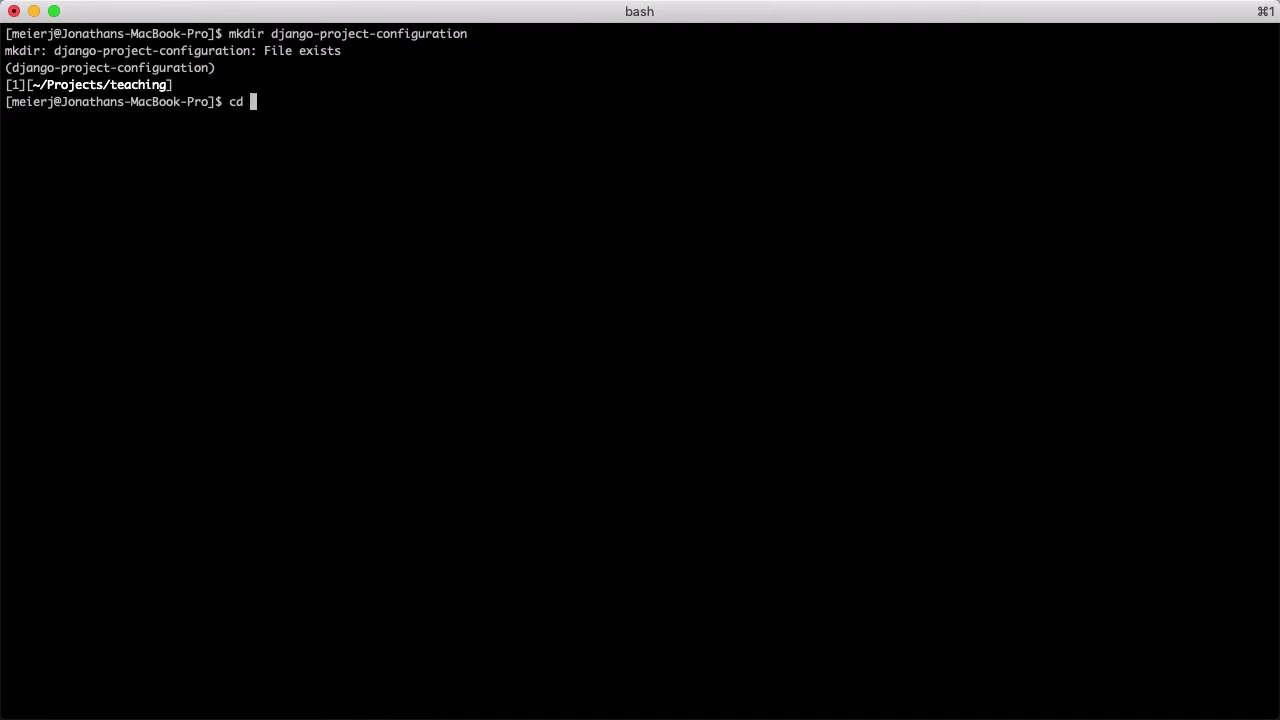 bash
⌘1
[meierj@Jonathans-MacBook-Pro]$ mkdir django-project-configuration
mkdir: django-project-configuration: File exists
(django-project-configuration)
[1][~/Projects/teaching]
[meierj@Jonathans-MacBook-Pro]$ cd